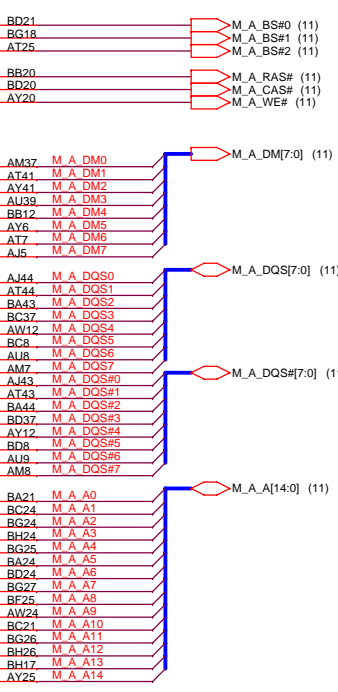 BD21 M_A_BS#0 (11)
BG18 M_A_BS#1 (11)
AT25 M_A_BS#2 (11)
BB20 M_A_RAS# (11)
BD20 M_A_CAS# (11)
AY20 M_A_WE# (11)
M_A_DM[7:0] (11)
AM37 M_A_DM0
AT41 M_A_DM1
AY41 M_A_DM2
AU39 M_A_DM3
BB12 M_A_DM4
AY6 M_A_DM5
AT7 M_A_DM6
AJ5 M_A_DM7
M_A_DQS[7:0] (11)
AJ44 M_A_DQS0
AT44 M_A_DQS1
BA43 M_A_DQS2
BC37 M_A_DQS3
AW12 M_A_DQS4
BC8 M_A_DQS5
AU8 M_A_DQS6
AM7 M_A_DQS7
M_A_DQS#[7:0]
AJ43 M_A_DQS#0
AT43 M_A_DQS#1
BA44 M_A_DQS#2
BD37 M_A_DQS#3
AY12 M_A_DQS#4
BD8 M_A_DQS#5
AU9 M_A_DQS#6
AM8 M_A_DQS#7
M_A_A[14:0] (11)
BA21 M_A_A0
BC24 M_A_A1
BG24 M_A_A2
BH24 M_A_A3
BG25 M_A_A4
BA24 M_A_A5
BD24 M_A_A6
BG27 M_A_A7
BF25 M_A_A8
AW24 M_A_A9
BC21 M_A_A10
BG26 M_A_A11
BH26 M_A_A12
BH17 M_A_A13
AY25 M_A_A14